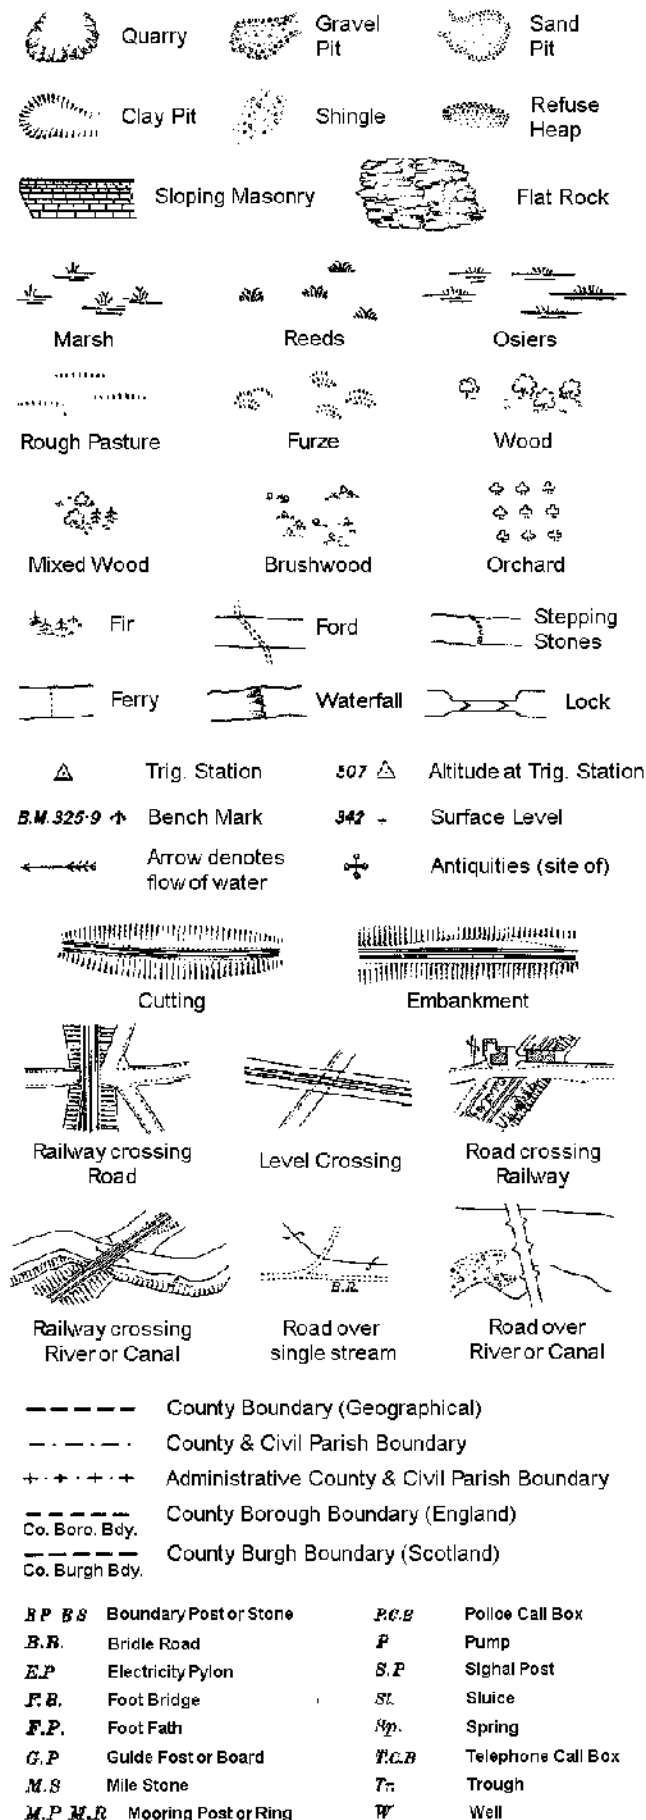 Quarry
Gravel
Pit
Sand
Pit
Clay Pit
Shingle
Refuse
Heap
Sloping Masonry
Flat Rock
Marsh
Reeds
Osiers
Rough Pasture
Furze
Wood
Mixed Wood
Brushwood
Orchard
Fir
Ford
Stepping
Stones
Ferry
Waterfall
Lock
Trig. Station
307 Altitude at Trig. Station
B.M. 325·9 Bench Mark
342 Surface Level
Arrow denotes
flow of water
Antiquities (site of)
Cutting
Embankment
Railway crossing
Road
Level Crossing
Road crossing
Railway
Railway crossing
River or Canal
B.R.
Road over
single stream
Road over
River or Canal
County Boundary (Geographical)
County & Civil Parish Boundary
Administrative County & Civil Parish Boundary
County Borough Boundary (England)
Co. Boro. Bdy.
County Burgh Boundary (Scotland)
Co. Burgh Bdy.
B P B S Boundary Post or Stone P.C.B Police Call Box
B.R. Bridle Road P Pump
E.P Electricity Pylon S.P Sighal Post
F.B. Foot Bridge Sl. Sluice
F.P. Foot Path Sp. Spring
G.P Guide Post or Board T.C.B Telephone Call Box
M.S Mile Stone Tr. Trough
M.P M.R Mooring Post or Ring W Well